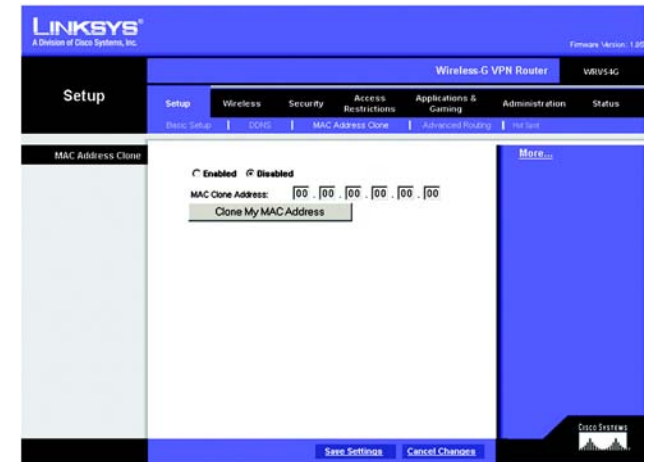 LINKSYS®
A Division of Cisco Systems, Inc.
Firmware Version: 1.05
Wireless-G VPN Router WRV54G
Setup
Setup Wireless Security Access Restrictions Applications & Gaming Administration Status
Basic Setup | DDNS | MAC Address Clone | Advanced Routing | Hot Spot
MAC Address Clone
Enabled Disabled
More...
MAC Clone Address: 00 . 00 . 00 . 00 . 00 . 00
Clone My MAC Address
Save Settings Cancel Changes
CISCO SYSTEMS